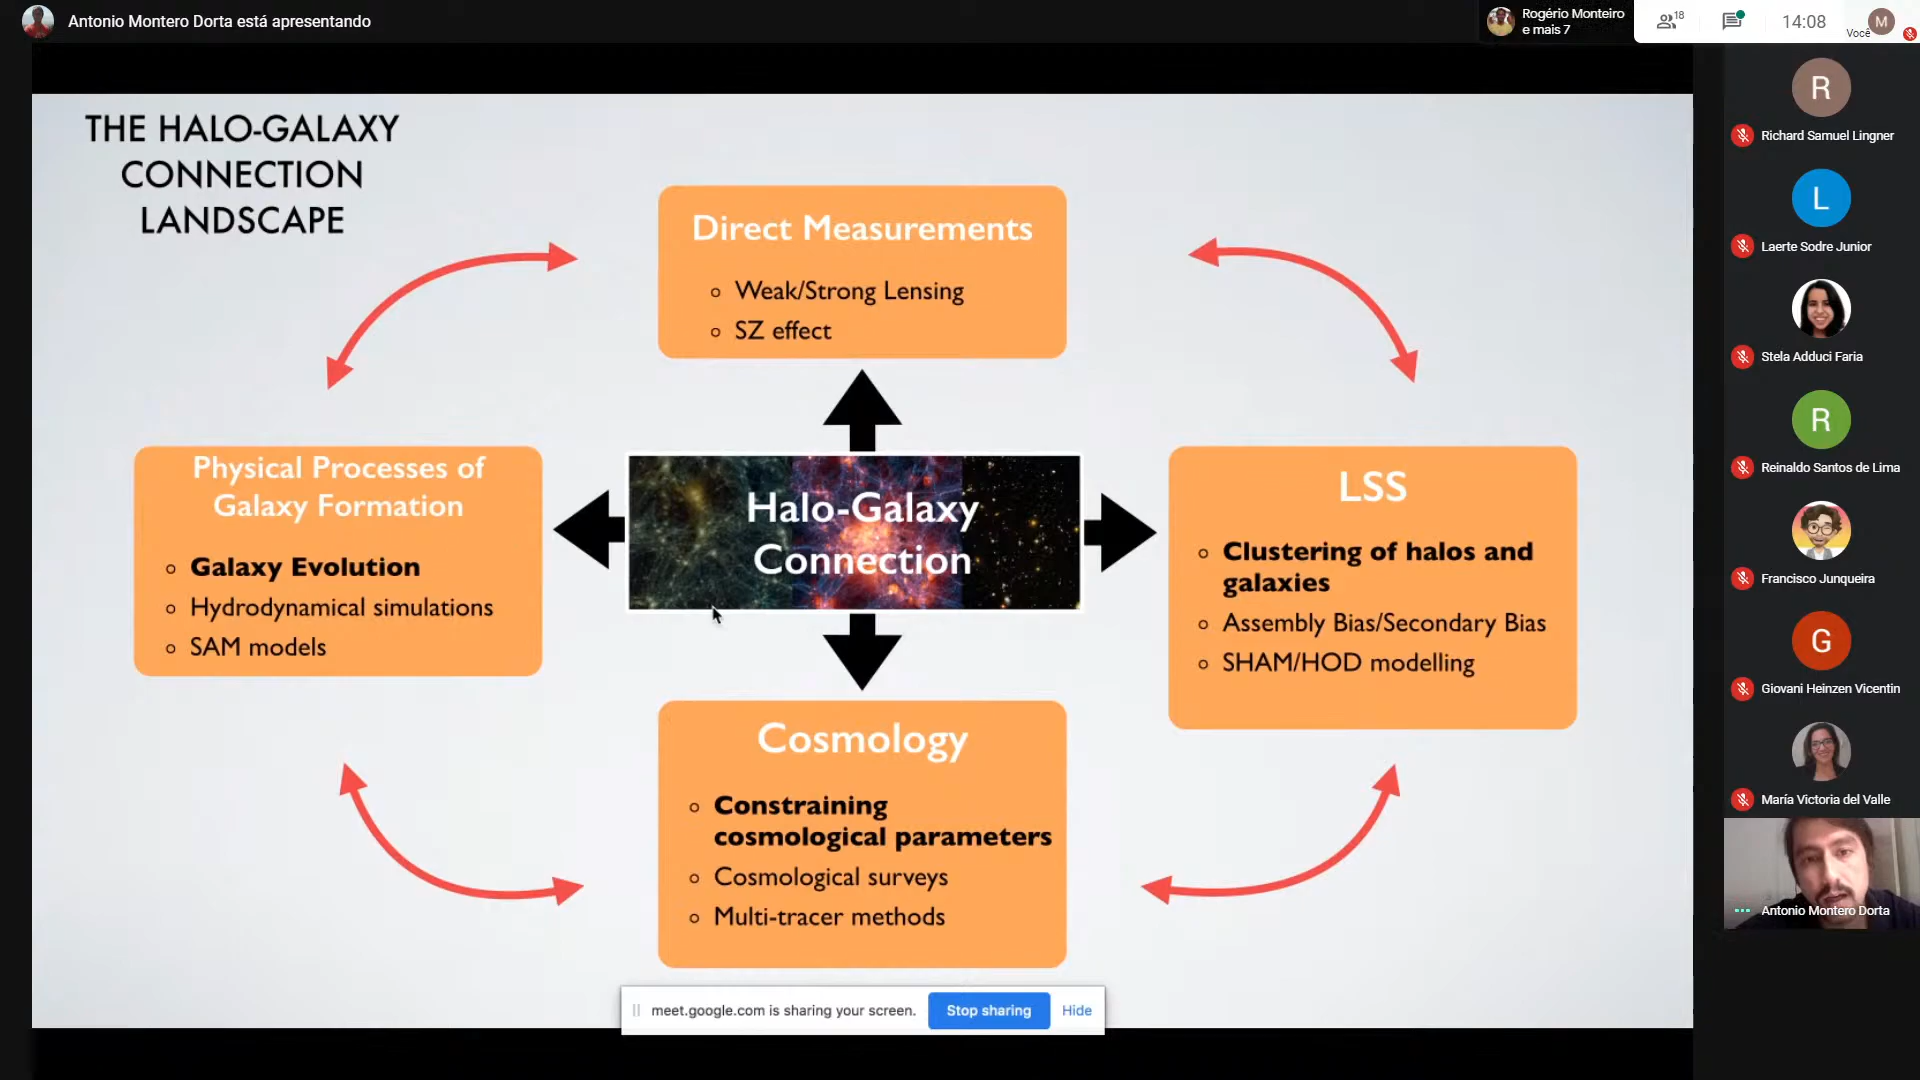 Antonio Montero Dorta está apresentando
Rogério Monteiro
e mais 7
18
14:08
Você
M
THE HALO-GALAXY
CONNECTION
LANDSCAPE
Direct Measurements
Weak/Strong Lensing
SZ effect
Physical Processes of
Galaxy Formation
Galaxy Evolution
Hydrodynamical simulations
SAM models
Halo-Galaxy
Connection
LSS
Clustering of halos and
galaxies
Assembly Bias/Secondary Bias
SHAM/HOD modelling
Cosmology
Constraining
cosmological parameters
Cosmological surveys
Multi-tracer methods
meet.google.com is sharing your screen.
Stop sharing
Hide
R
Richard Samuel Lingner
L
Laerte Sodre Junior
Stela Adduci Faria
R
Reinaldo Santos de Lima
Francisco Junqueira
G
Giovani Heinzen Vicentin
María Victoria del Valle
Antonio Montero Dorta